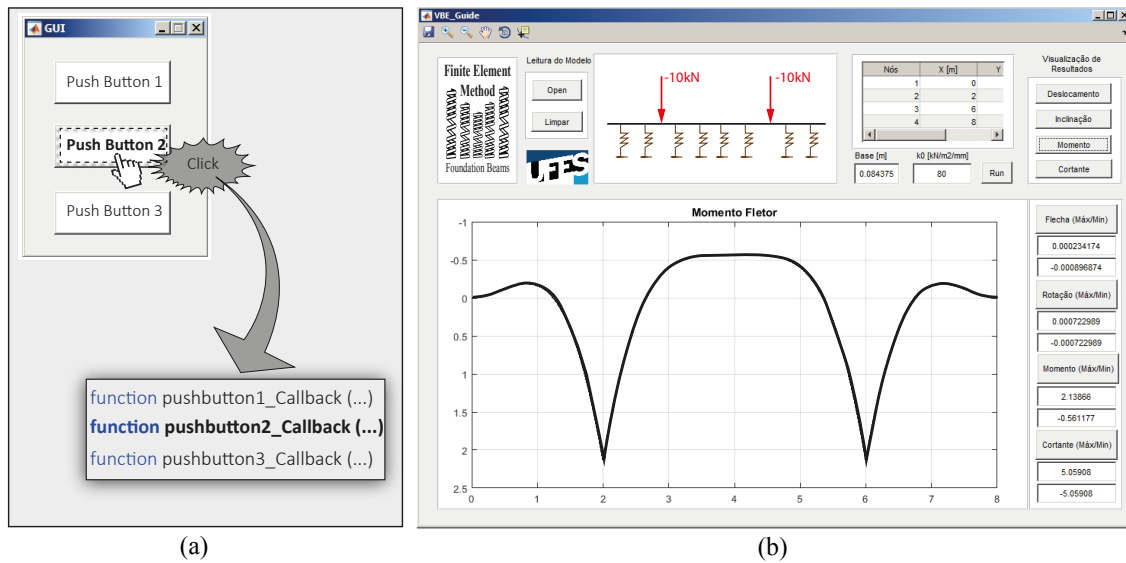 GUI
Push Button 1
Push Button 2
Click
Push Button 3
function pushbutton1_Callback (...)
function pushbutton2_Callback (...)
function pushbutton3_Callback (...)
(a)
VBE_Guide
Finite Element
Method
Foundation Beams
Leitura do Modelo
Open
Limpar
UFES
-10kN
-10kN
Nós X [m] Y
1 0
2 2
3 6
4 8
Base [m] k0 [kN/m2/mm]
0.084375 80 Run
Visualização de
Resultados
Deslocamento
Inclinação
Momento
Cortante
Momento Fletor
-1
-0.5
0
0.5
1
1.5
2
2.5
0 1 2 3 4 5 6 7 8
Flecha (Máx/Min)
0.000234174
-0.000896874
Rotação (Máx/Min)
0.000722989
-0.000722989
Momento (Máx/Min)
2.13866
-0.561177
Cortante (Máx/Min)
5.05908
-5.05908
(b)